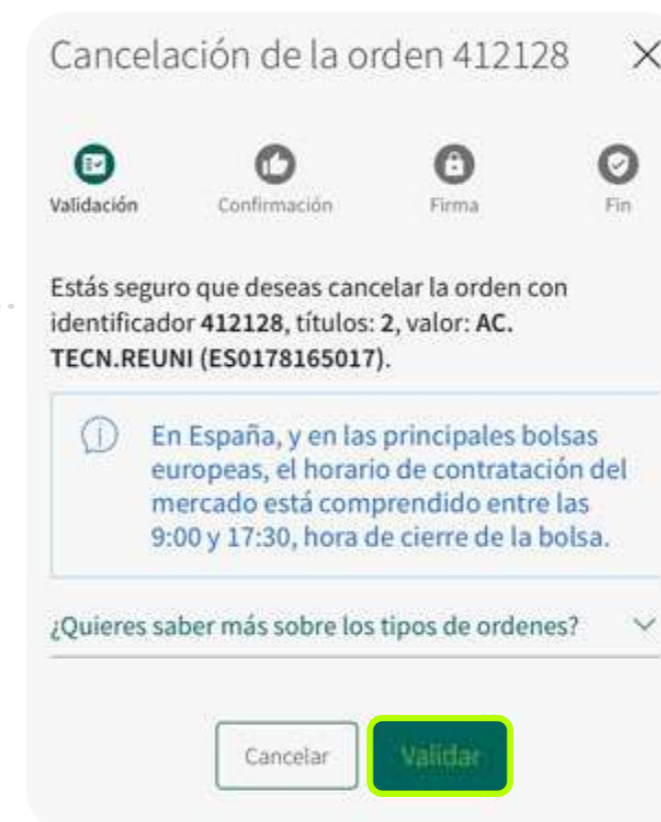 Cancelación de la orden 412128
Validación
Confirmación
Firma
Fin
Estás seguro que deseas cancelar la orden con
identificador 412128, títulos: 2, valor: AC.
TECN.REUNI (ES0178165017).
En España, y en las principales bolsas
europeas, el horario de contratación del
mercado está comprendido entre las
9:00 y 17:30, hora de cierre de la bolsa.
¿Quieres saber más sobre los tipos de ordenes?
Cancelar
Validar